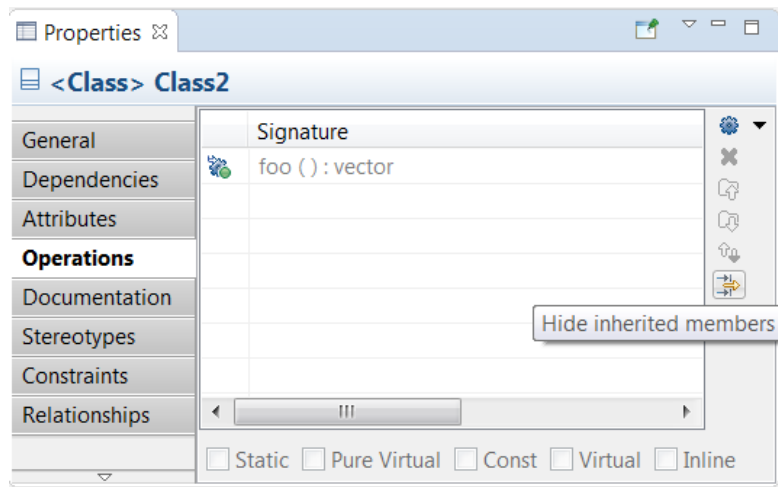 Properties
<Class> Class2
General
Dependencies
Attributes
Operations
Documentation
Stereotypes
Constraints
Relationships
Signature
foo ( ) : vector
Hide inherited members
Static Pure Virtual Const Virtual Inline